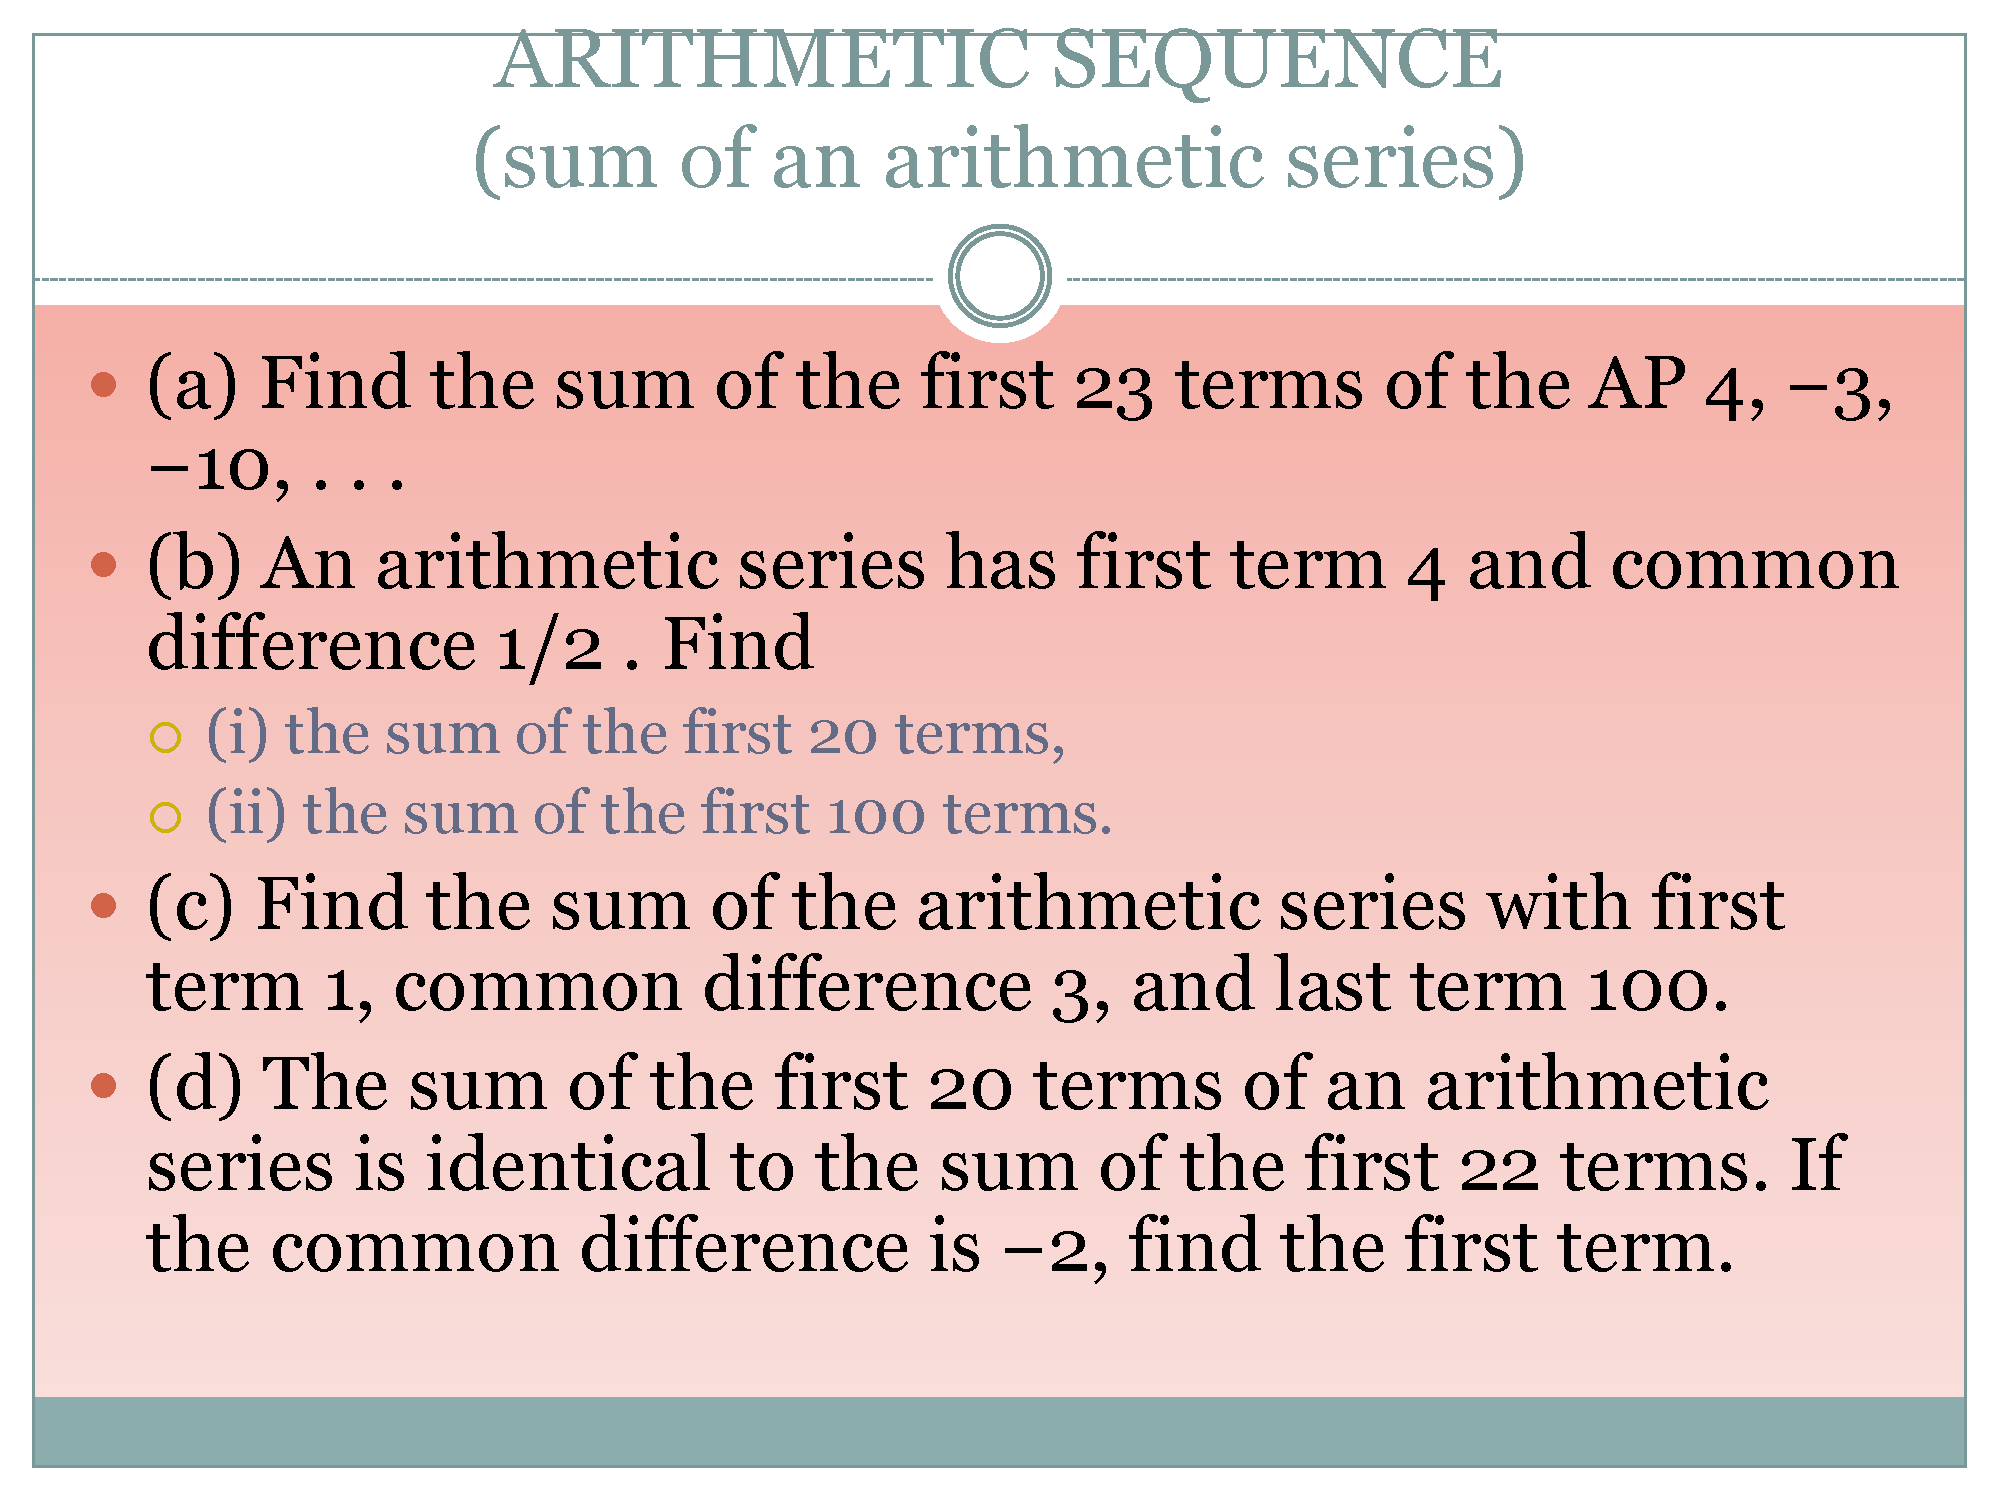 ARITHMETIC SEQUENCE
(sum of an arithmetic series)
(a) Find the sum of the first 23 terms of the AP 4, −3,
−10, . . .
(b) An arithmetic series has first term 4 and common
difference 1/2 . Find
(i) the sum of the first 20 terms,
(ii) the sum of the first 100 terms.
(c) Find the sum of the arithmetic series with first
term 1, common difference 3, and last term 100.
(d) The sum of the first 20 terms of an arithmetic
series is identical to the sum of the first 22 terms. If
the common difference is −2, find the first term.